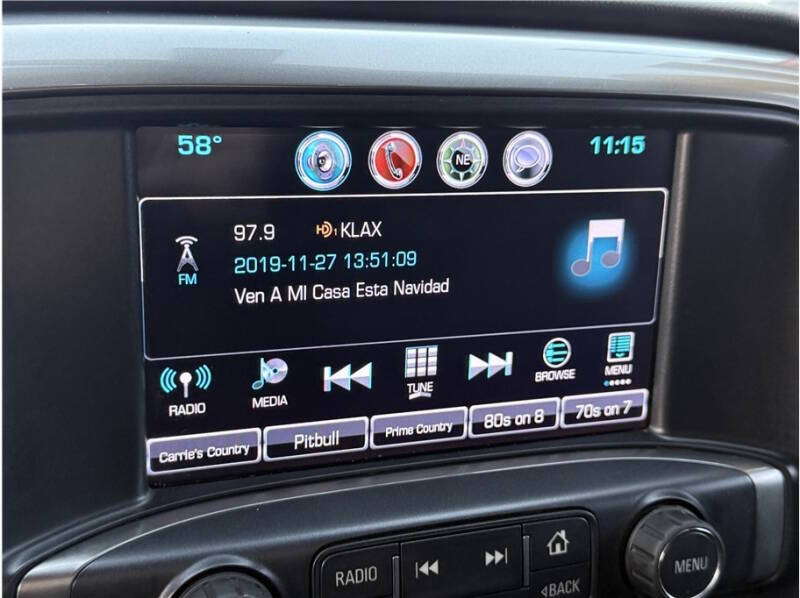 58° NE 11:15
97.9 HD1 KLAX
FM 2019-11-27 13:51:09
Ven A MI Casa Esta Navidad
RADIO MEDIA TUNE BROWSE MENU
Carrie's Country Pitbull Prime Country 80s on 8 70s on 7
RADIO MENU
BACK